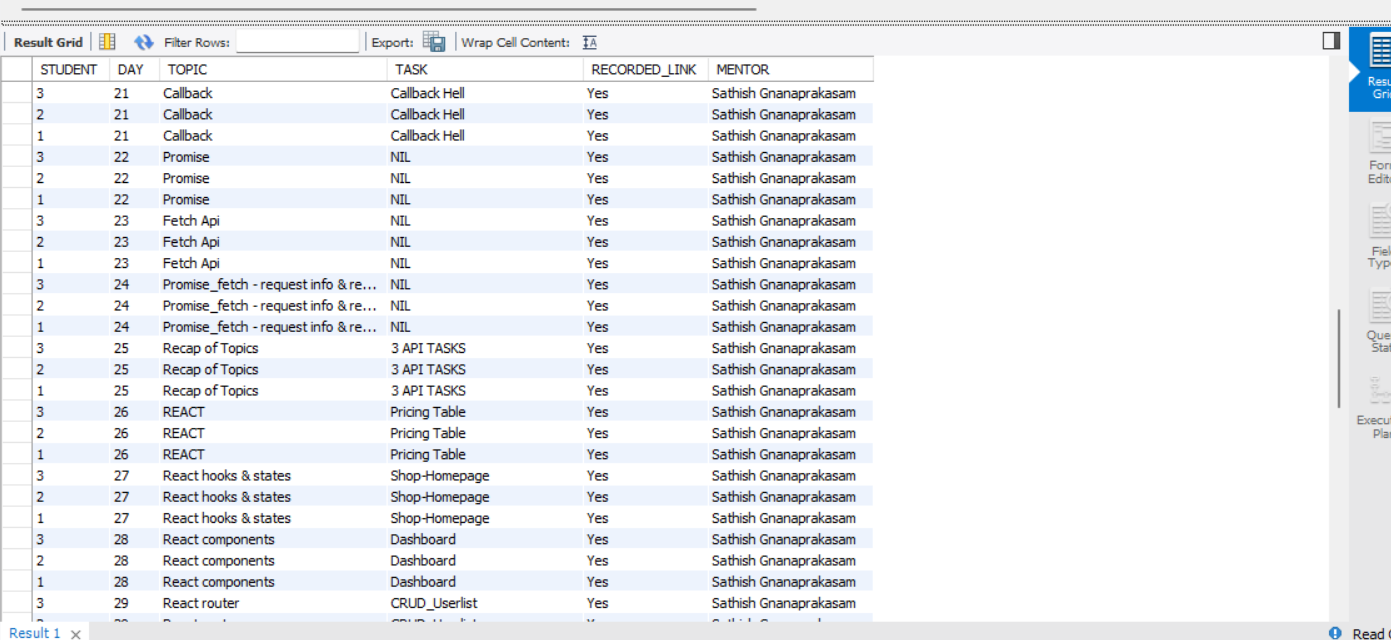 Result Grid Filter Rows: Export: Wrap Cell Content: IA
STUDENT DAY TOPIC TASK RECORDED_LINK MENTOR
3 21 Callback Callback Hell Yes Sathish Gnanaprakasam
2 21 Callback Callback Hell Yes Sathish Gnanaprakasam
1 21 Callback Callback Hell Yes Sathish Gnanaprakasam
3 22 Promise NIL Yes Sathish Gnanaprakasam
2 22 Promise NIL Yes Sathish Gnanaprakasam
1 22 Promise NIL Yes Sathish Gnanaprakasam
3 23 Fetch Api NIL Yes Sathish Gnanaprakasam
2 23 Fetch Api NIL Yes Sathish Gnanaprakasam
1 23 Fetch Api NIL Yes Sathish Gnanaprakasam
3 24 Promise_fetch - request info & re... NIL Yes Sathish Gnanaprakasam
2 24 Promise_fetch - request info & re... NIL Yes Sathish Gnanaprakasam
1 24 Promise_fetch - request info & re... NIL Yes Sathish Gnanaprakasam
3 25 Recap of Topics 3 API TASKS Yes Sathish Gnanaprakasam
2 25 Recap of Topics 3 API TASKS Yes Sathish Gnanaprakasam
1 25 Recap of Topics 3 API TASKS Yes Sathish Gnanaprakasam
3 26 REACT Pricing Table Yes Sathish Gnanaprakasam
2 26 REACT Pricing Table Yes Sathish Gnanaprakasam
1 26 REACT Pricing Table Yes Sathish Gnanaprakasam
3 27 React hooks & states Shop-Homepage Yes Sathish Gnanaprakasam
2 27 React hooks & states Shop-Homepage Yes Sathish Gnanaprakasam
1 27 React hooks & states Shop-Homepage Yes Sathish Gnanaprakasam
3 28 React components Dashboard Yes Sathish Gnanaprakasam
2 28 React components Dashboard Yes Sathish Gnanaprakasam
1 28 React components Dashboard Yes Sathish Gnanaprakasam
3 29 React router CRUD_Userlist Yes Sathish Gnanaprakasam
Result 1
Read